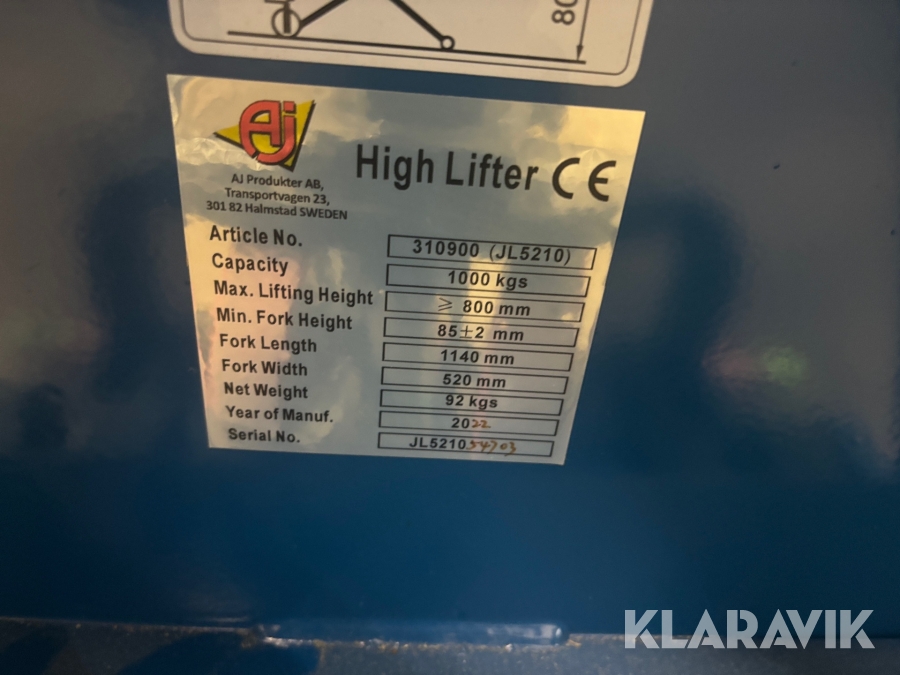 80
Aj
AJ Produkter AB,
Transportvagen 23,
301 82 Halmstad SWEDEN
High Lifter CE
Article No. 310900 (JL5210)
Capacity 1000 kgs
Max. Lifting Height ⩾ 800 mm
Min. Fork Height 85±2 mm
Fork Length 1140 mm
Fork Width 520 mm
Net Weight 92 kgs
Year of Manuf. 2022
Serial No. JL521054703
KLARAVIK